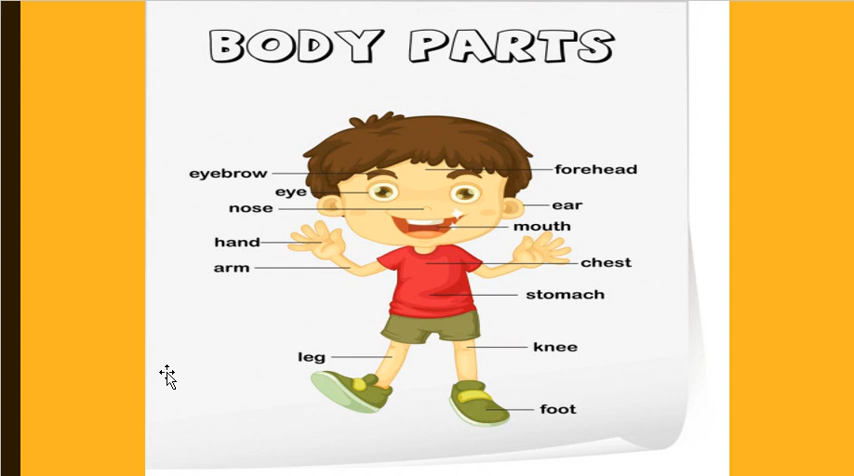 BODY PARTS
eyebrow
forehead
eye
nose
ear
mouth
hand
arm
chest
stomach
leg
knee
foot